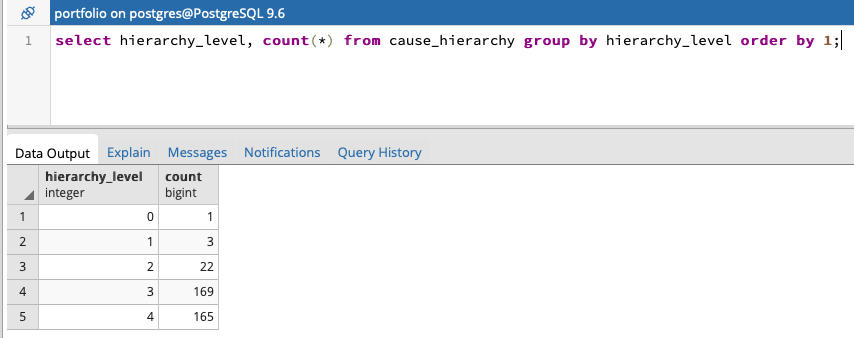 portfolio on postgres@PostgreSQL 9.6
1 select hierarchy_level, count(*) from cause_hierarchy group by hierarchy_level order by 1;
Data Output Explain Messages Notifications Query History
hierarchy_level count
integer bigint
1 0 1
2 1 3
3 2 22
4 3 169
5 4 165